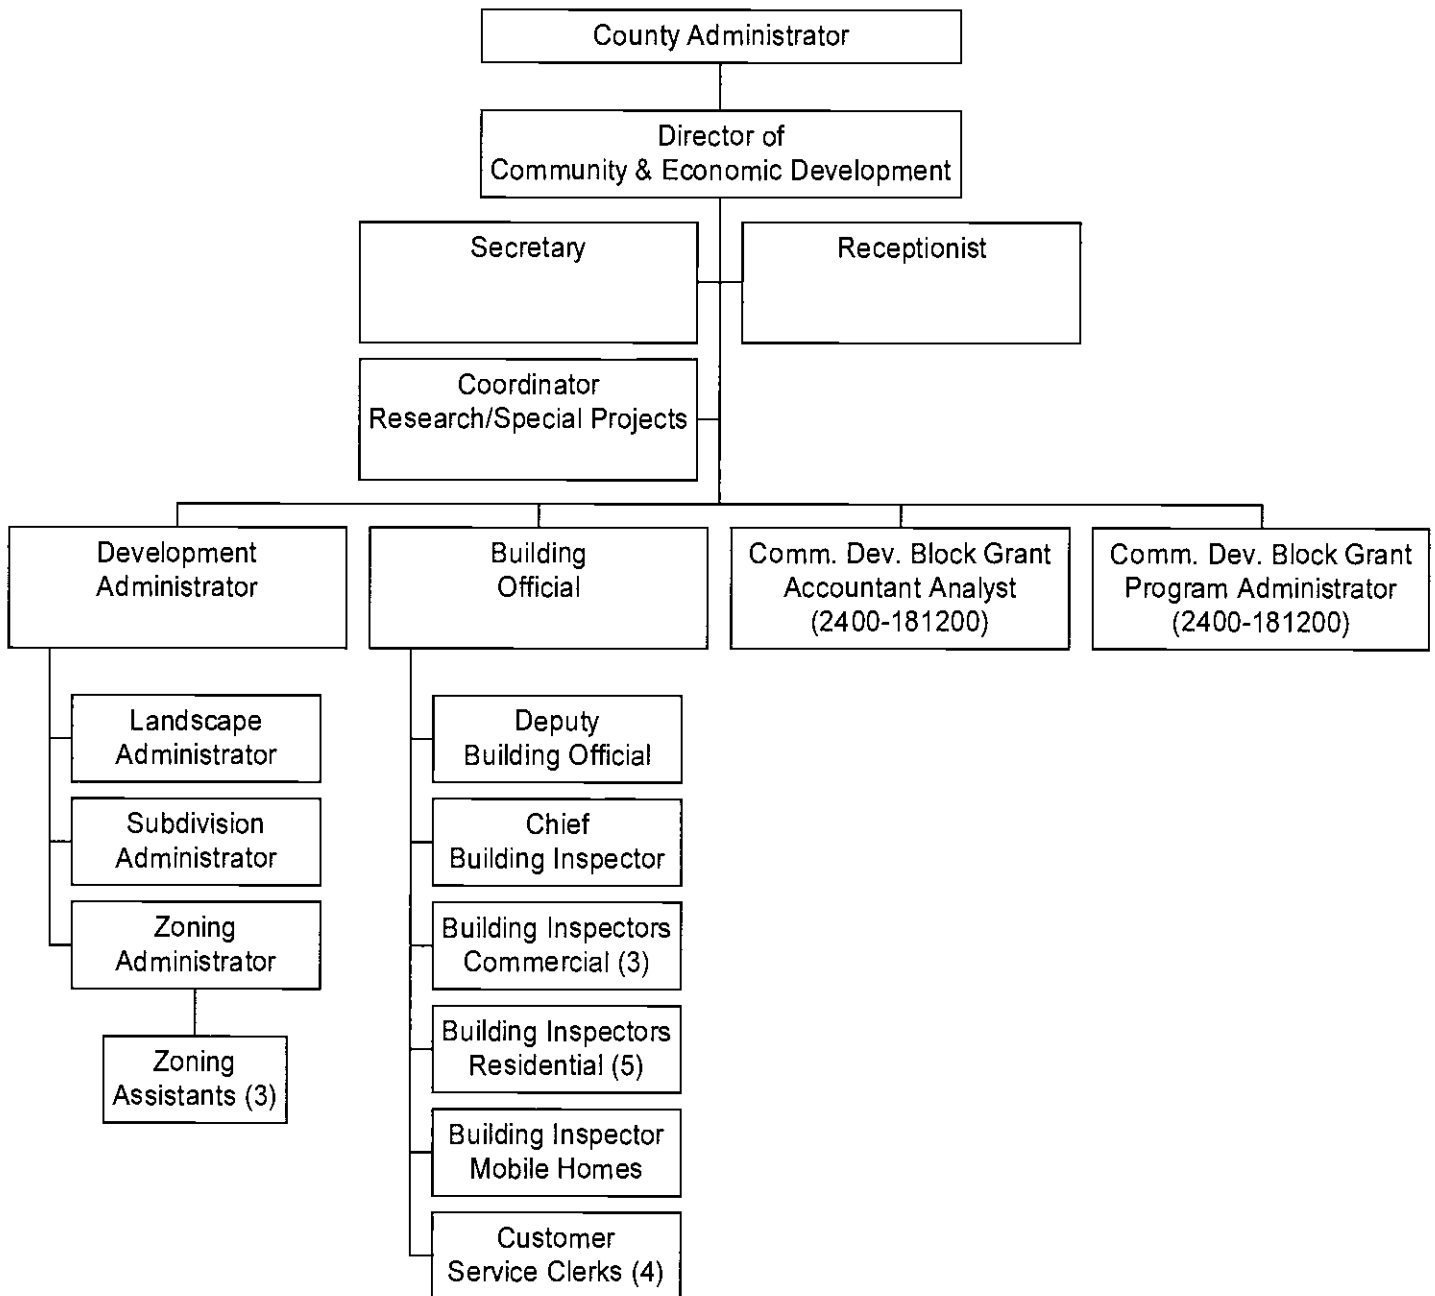 County Administrator
Director of
Community & Economic Development
Secretary
Receptionist
Coordinator
Research/Special Projects
Development
Administrator
Building
Official
Comm. Dev. Block Grant
Accountant Analyst
(2400-181200)
Comm. Dev. Block Grant
Program Administrator
(2400-181200)
Landscape
Administrator
Subdivision
Administrator
Zoning
Administrator
Zoning
Assistants (3)
Deputy
Building Official
Chief
Building Inspector
Building Inspectors
Commercial (3)
Building Inspectors
Residential (5)
Building Inspector
Mobile Homes
Customer
Service Clerks (4)